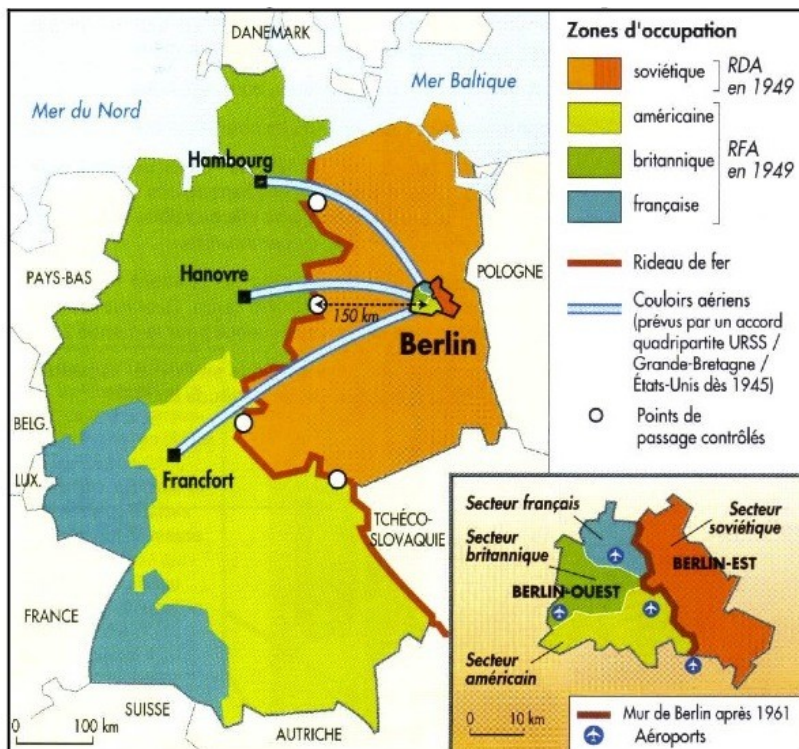 DANEMARK
Mer Baltique
Mer du Nord
Hambourg
PAYS-BAS
Hanovre
POLOGNE
150 km
Berlin
BELG.
LUX.
Francfort
TCHÉCO-
SLOVAQUIE
FRANCE
SUISSE
AUTRICHE
0 100 km
Zones d'occupation
soviétique
RDA
en 1949
américaine
britannique
RFA
en 1949
française
Rideau de fer
Couloirs aériens
(prévus par un accord
quadripartite URSS /
Grande-Bretagne /
États-Unis dès 1945)
Points de
passage contrôlés
Secteur français
Secteur
soviétique
Secteur
britannique
BERLIN-EST
BERLIN-OUEST
Secteur
américain
0 10 km
Mur de Berlin après 1961
Aéroports